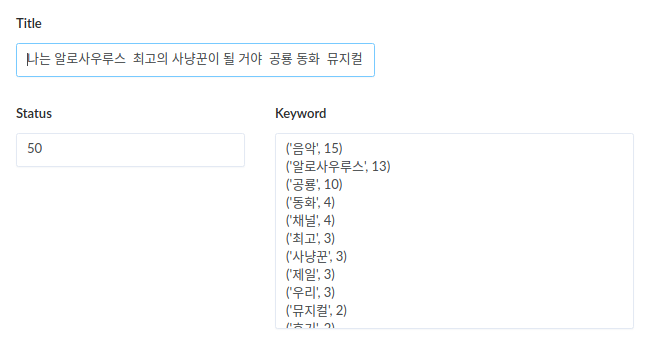 Title
나는 알로사우루스  최고의 사냥꾼이 될 거야  공룡 동화  뮤지컬
Status
50
Keyword
('음악', 15)
('알로사우루스', 13)
('공룡', 10)
('동화', 4)
('채널', 4)
('최고', 3)
('사냥꾼', 3)
('제일', 3)
('우리', 3)
('뮤지컬', 2)